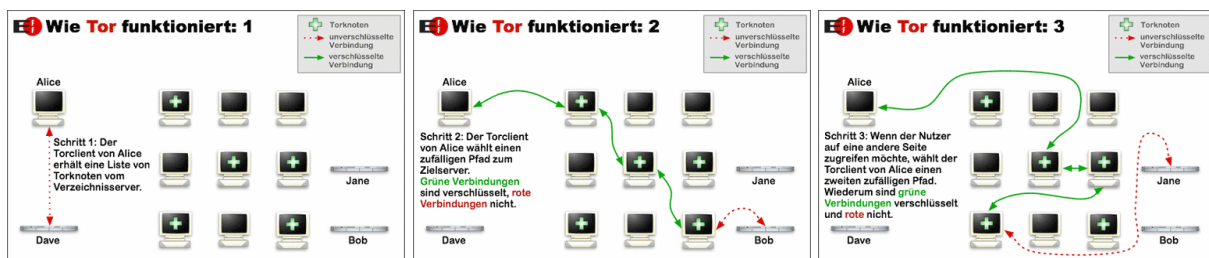 E Wie Tor funktioniert: 1
Torknoten
unverschlüsselte
Verbindung
verschlüsselte
Verbindung
Alice
Schritt 1: Der
Torclient von Alice
erhält eine Liste von
Torknoten vom
Verzeichnisserver.
Jane
Dave
Bob
E Wie Tor funktioniert: 2
Torknoten
unverschlüsselte
Verbindung
verschlüsselte
Verbindung
Alice
Schritt 2: Der Torclient
von Alice wählt einen
zufälligen Pfad zum
Zielserver.
Grüne Verbindungen
sind verschlüsselt, rote
Verbindungen nicht.
Jane
Dave
Bob
E Wie Tor funktioniert: 3
Torknoten
unverschlüsselte
Verbindung
verschlüsselte
Verbindung
Alice
Schritt 3: Wenn der Nutzer
auf eine andere Seite
zugreifen möchte, wählt der
Torclient von Alice einen
zweiten zufälligen Pfad.
Wiederum sind grüne
Verbindungen verschlüsselt
und rote nicht.
Jane
Dave
Bob